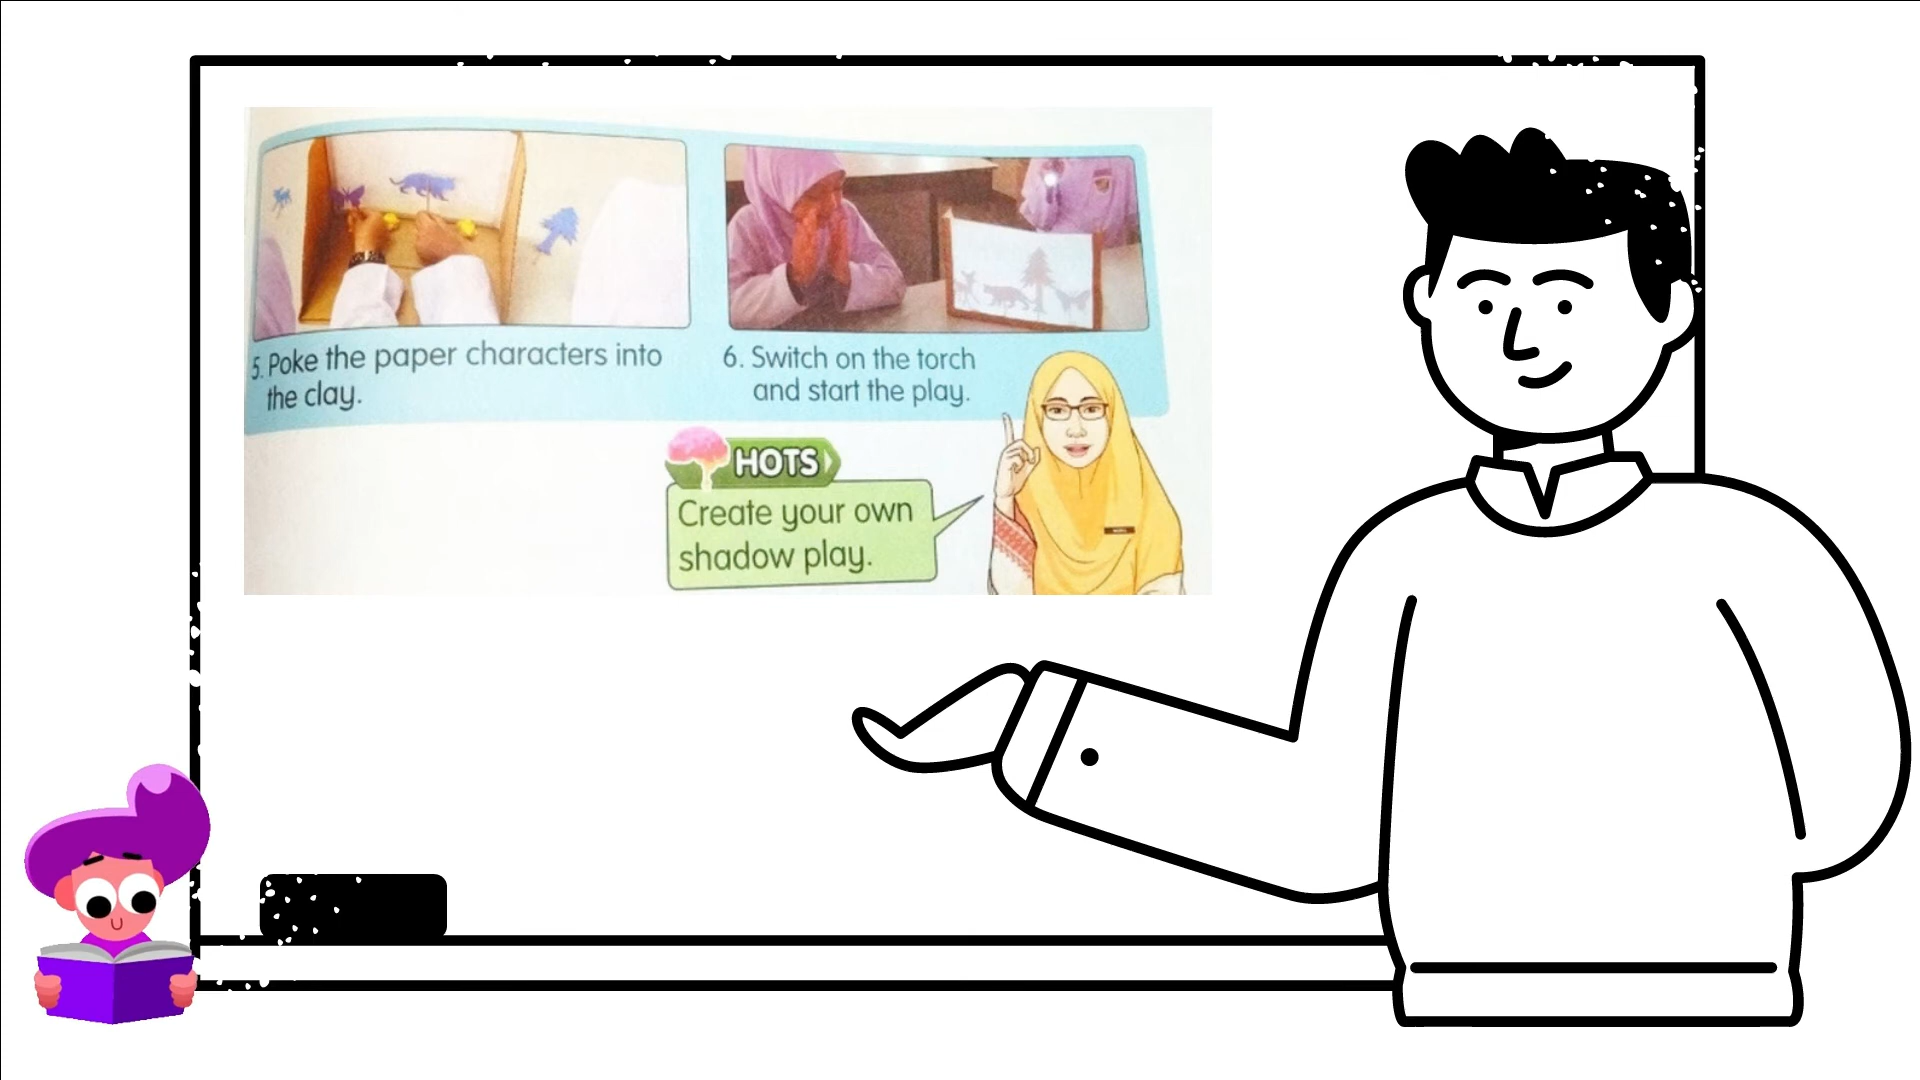 5. Poke the paper characters into
the clay.
6. Switch on the torch
and start the play.
HOTS
Create your own
shadow play.